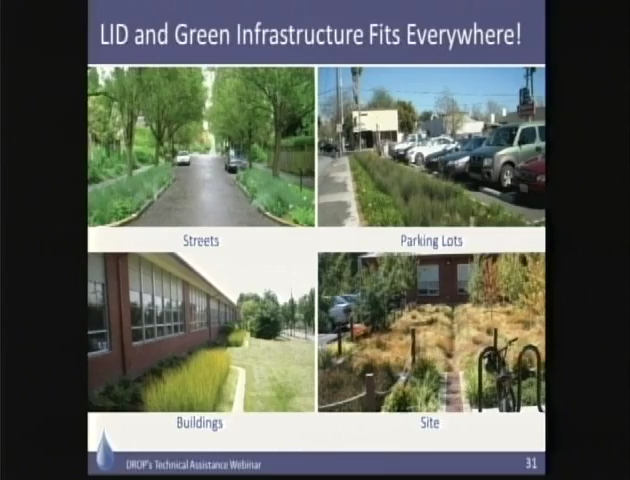 LID and Green Infrastructure Fits Everywhere!
Streets
Parking Lots
Buildings
Site
DROP's Technical Assistance Webinar
31